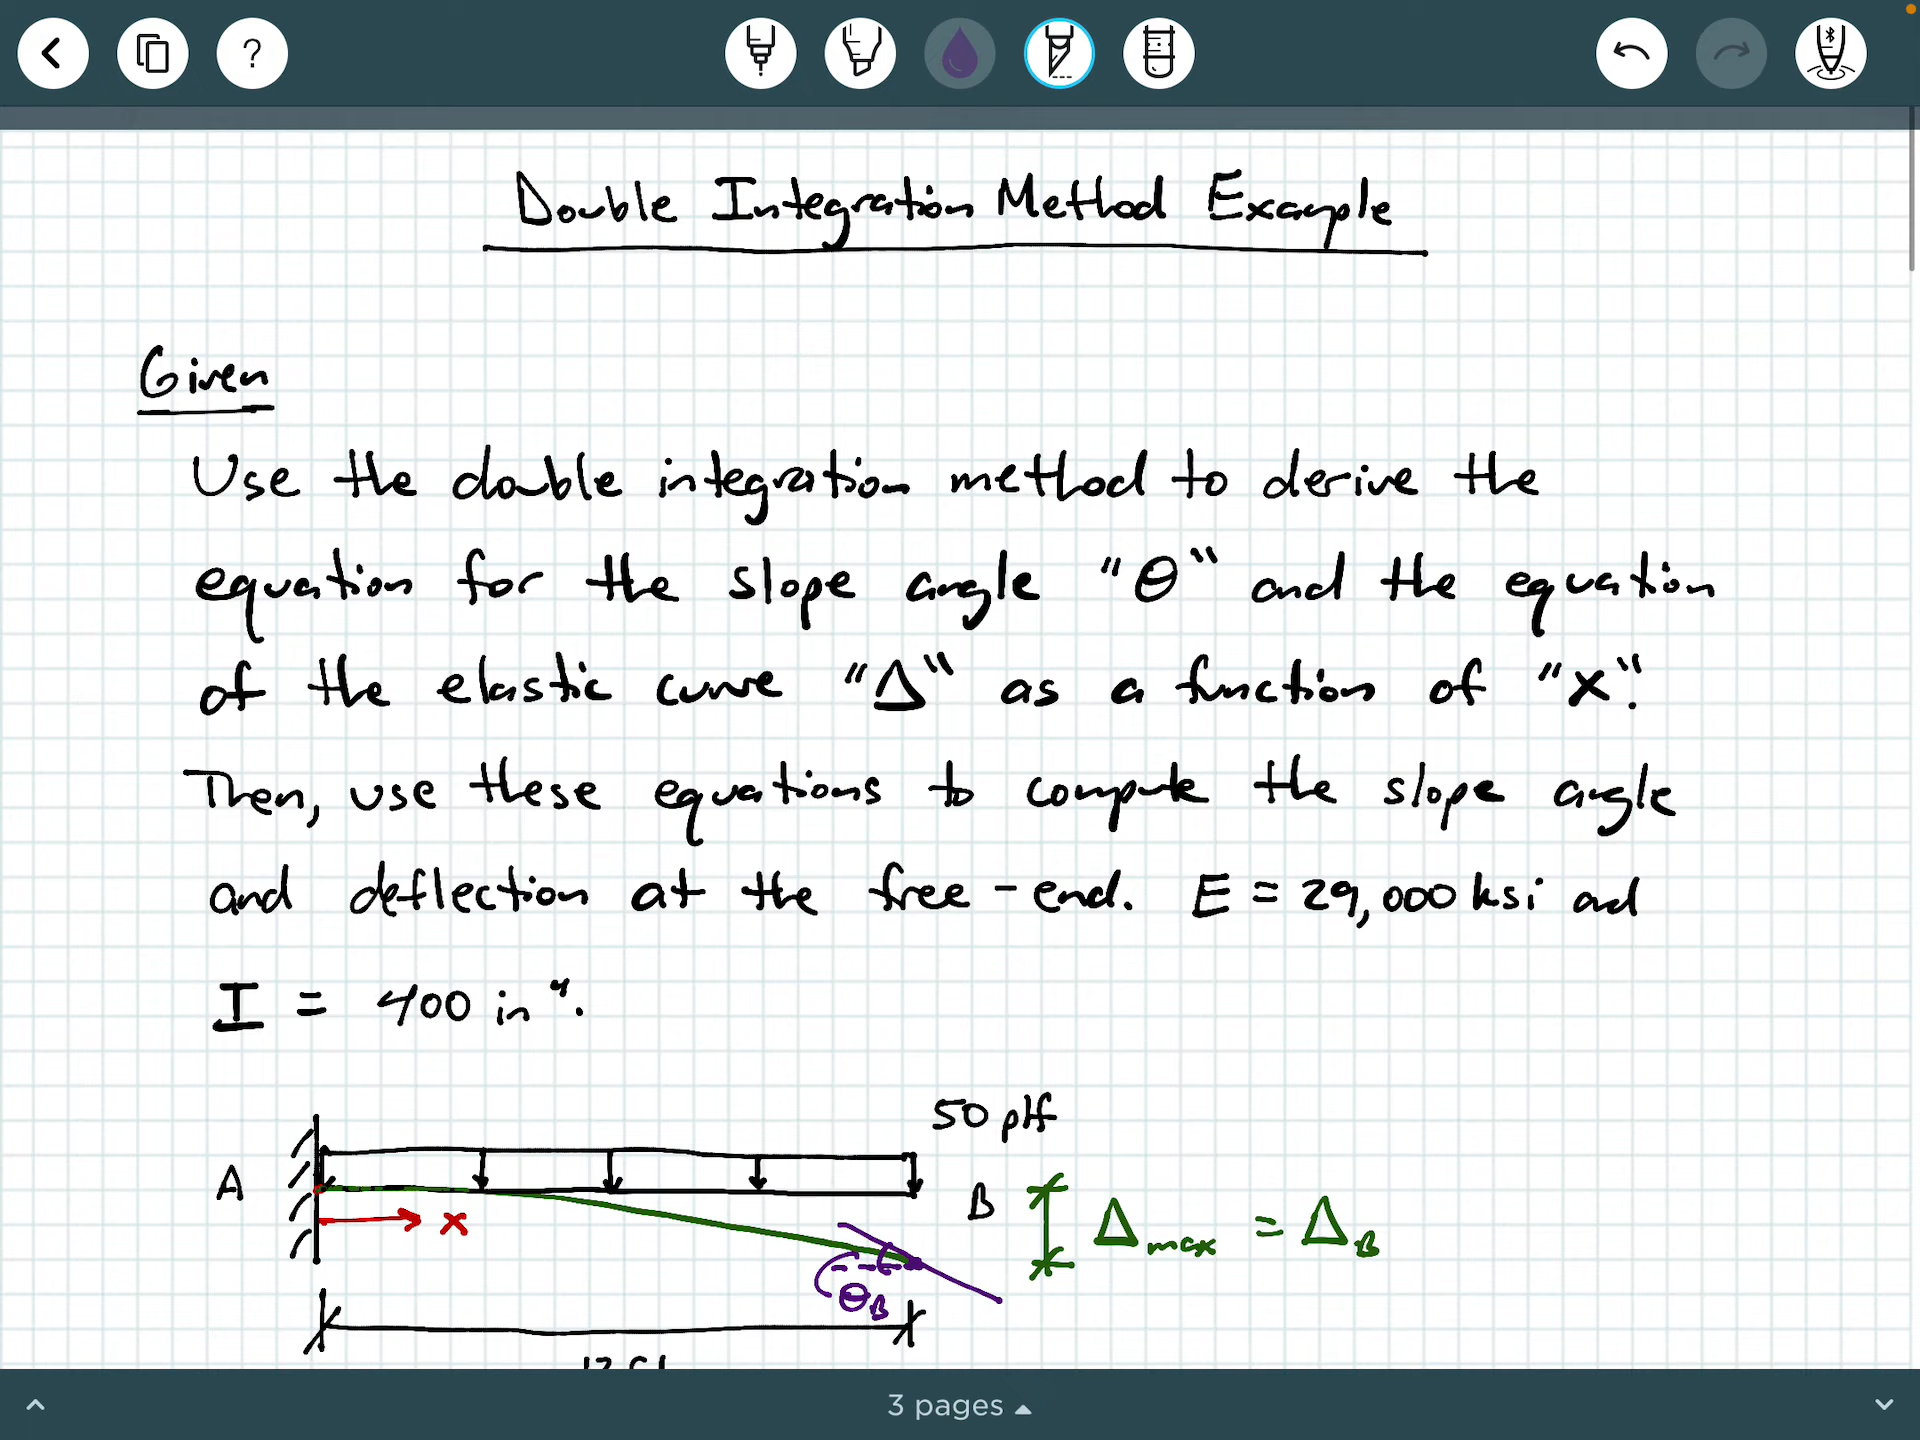 ?
Double Integration Method Example
Given
Use the double integration method to derive the
equation for the slope angle "θ" and the equation
of the elastic curve "Δ" as a function of "x".
Then, use these equations to compute the slope angle
and deflection at the free-end. E = 29,000 ksi and
I = 400 in⁴.
50 plf
A
B
Δmax = ΔB
x
θB
3 pages